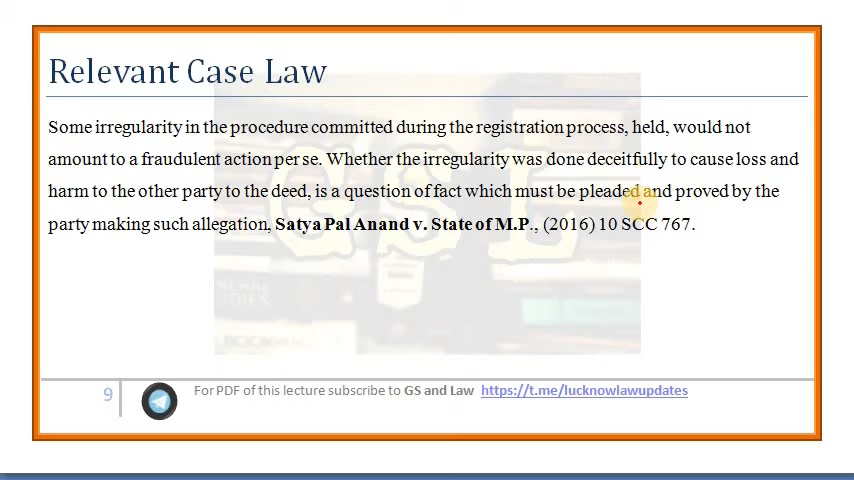 Relevant Case Law
Some irregularity in the procedure committed during the registration process, held, would not
amount to a fraudulent action per se. Whether the irregularity was done deceitfully to cause loss and
harm to the other party to the deed, is a question of fact which must be pleaded and proved by the
party making such allegation, Satya Pal Anand v. State of M.P., (2016) 10 SCC 767.
GSL
9
For PDF of this lecture subscribe to GS and Law https://t.me/lucknowlawupdates